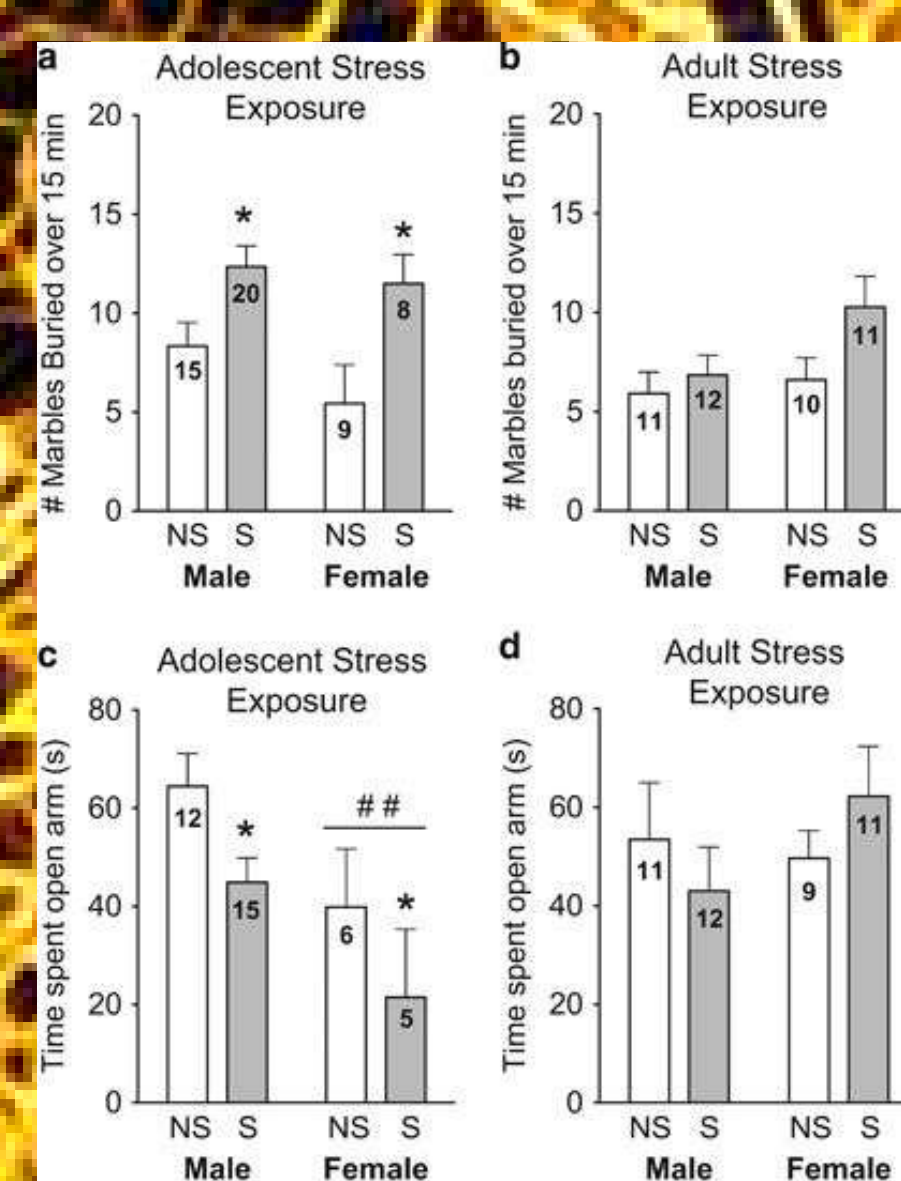 a
Adolescent Stress
Exposure
# Marbles Buried over 15 min
20
15
10
5
0
*
*
15
20
9
8
NS S NS S
Male Female
b
Adult Stress
Exposure
# Marbles buried over 15 min
20
15
10
5
0
11
12
10
11
NS S NS S
Male Female
c
Adolescent Stress
Exposure
Time spent open arm (s)
80
60
40
20
0
*
# #
*
12
15
6
5
NS S NS S
Male Female
d
Adult Stress
Exposure
Time spent open arm (s)
80
60
40
20
0
11
12
9
11
NS S NS S
Male Female